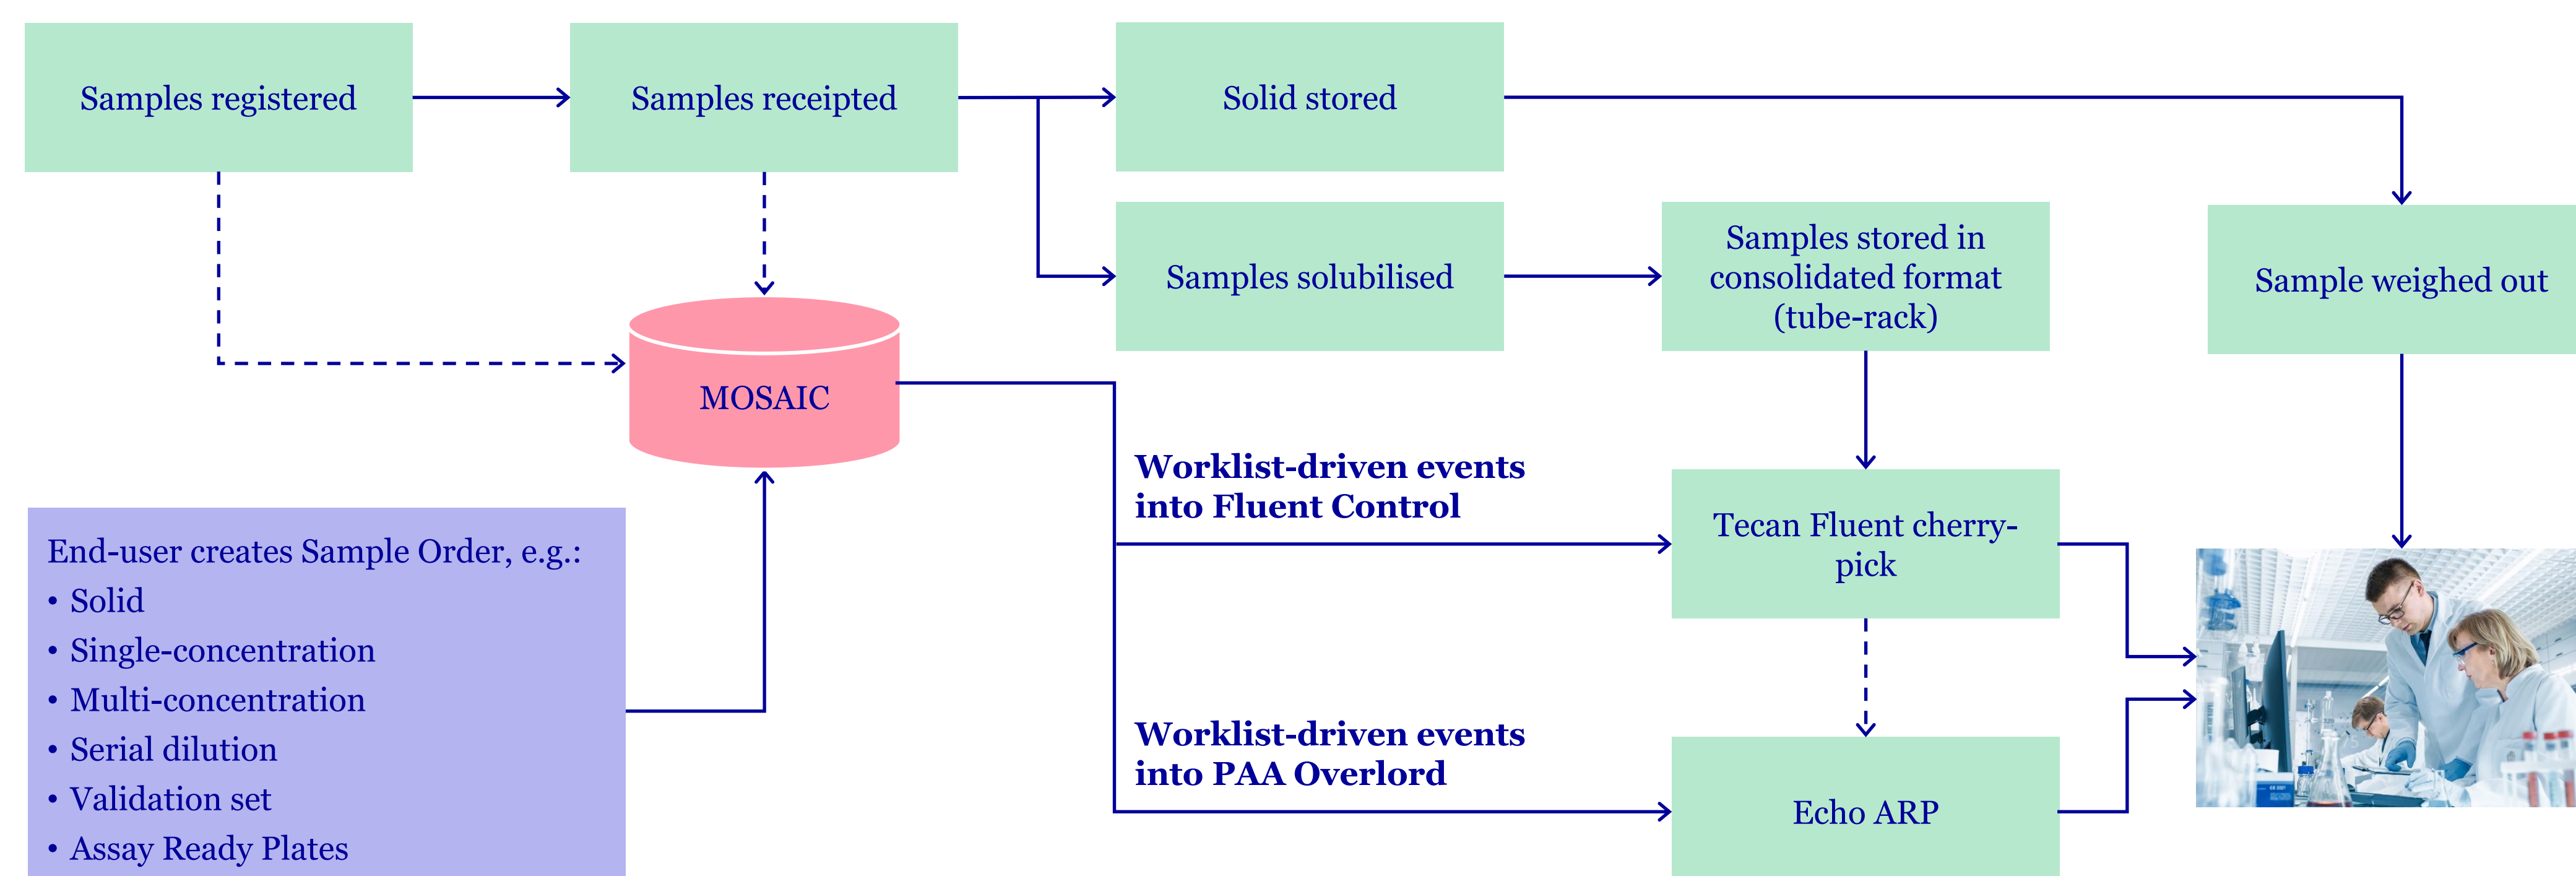 Samples registered
Samples receipted
Solid stored
Samples solubilised
Samples stored in
consolidated format
(tube-rack)
Sample weighed out
MOSAIC
Worklist-driven events
into Fluent Control
Tecan Fluent cherry-
pick
End-user creates Sample Order, e.g.:
• Solid
• Single-concentration
• Multi-concentration
• Serial dilution
• Validation set
• Assay Ready Plates
Worklist-driven events
into PAA Overlord
Echo ARP